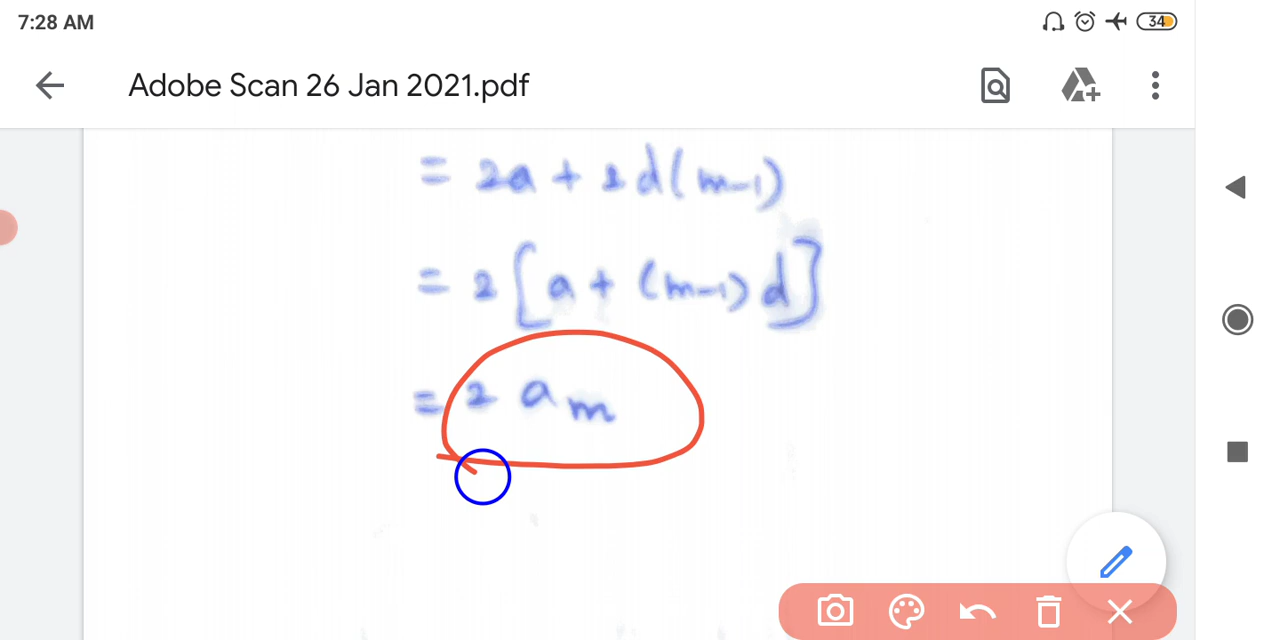 7:28 AM
34
Adobe Scan 26 Jan 2021.pdf
= 2a + 2d(m-1)
= 2[a + (m-1)d]
= 2 a_m